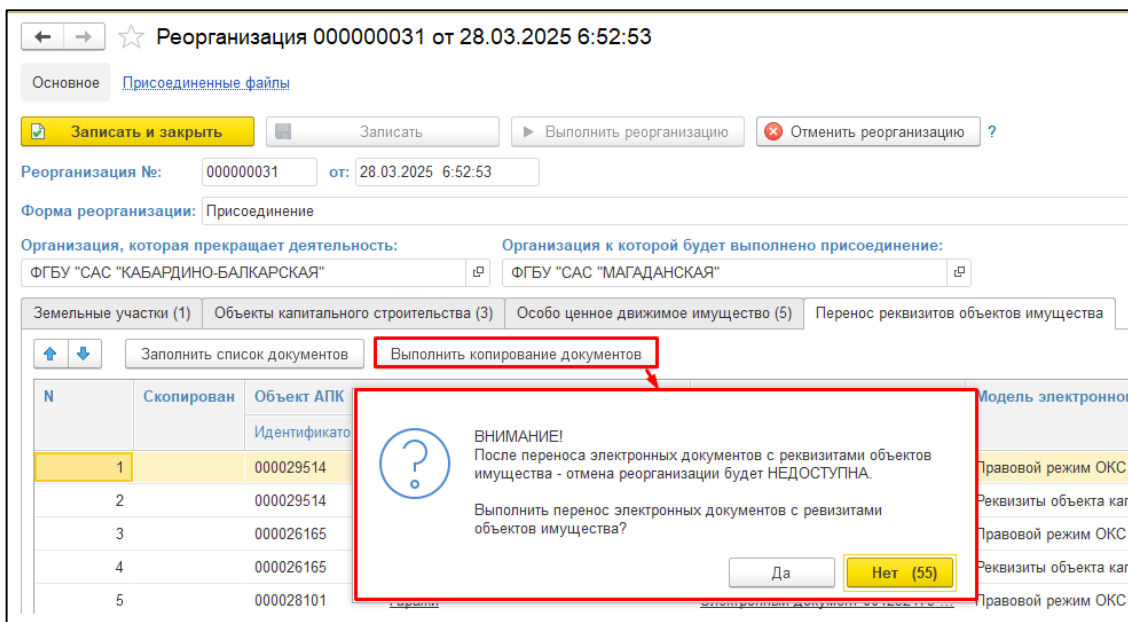 Реорганизация 000000031 от 28.03.2025 6:52:53
Основное Присоединенные файлы
Записать и закрыть Записать Выполнить реорганизацию Отменить реорганизацию ?
Реорганизация №: 000000031 от: 28.03.2025 6:52:53
Форма реорганизации: Присоединение
Организация, которая прекращает деятельность: Организация к которой будет выполнено присоединение:
ФГБУ "САС "КАБАРДИНО-БАЛКАРСКАЯ" ФГБУ "САС "МАГАДАНСКАЯ"
Земельные участки (1) Объекты капитального строительства (3) Особо ценное движимое имущество (5) Перенос реквизитов объектов имущества
Заполнить список документов Выполнить копирование документов
N Скопирован Объект АПК Модель электронно
Идентификато
ВНИМАНИЕ!
После переноса электронных документов с реквизитами объектов
имущества - отмена реорганизации будет НЕДОСТУПНА.
Выполнить перенос электронных документов с ревизитами
объектов имущества?
Да Нет (55)
1 000029514 Правовой режим ОКС
2 000029514 Реквизиты объекта кап
3 000026165 Правовой режим ОКС
4 000026165 Реквизиты объекта кап
5 000028101 Правовой режим ОКС